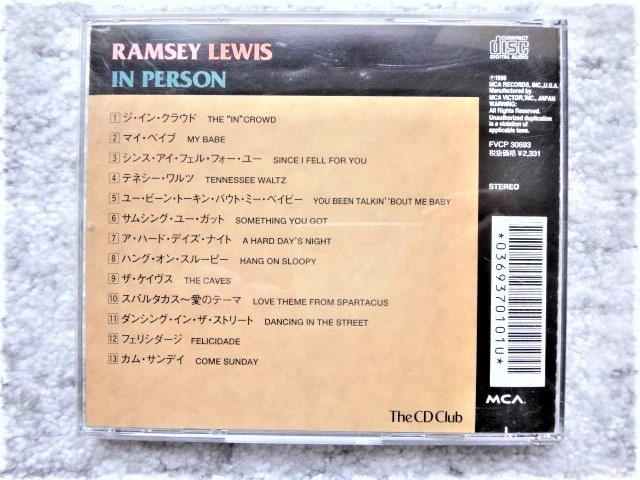 RAMSEY LEWIS
IN PERSON
1 ジ・イン・クラウド THE "IN" CROWD
2 マイ・ベイブ MY BABE
3 シンス・アイ・フェル・フォー・ユー SINCE I FELL FOR YOU
4 テネシー・ワルツ TENNESSEE WALTZ
5 ユー・ビーン・トーキン・バウト・ミー・ベイビー YOU BEEN TALKIN' 'BOUT ME BABY
6 サムシング・ユー・ガット SOMETHING YOU GOT
7 ア・ハード・デイズ・ナイト A HARD DAY'S NIGHT
8 ハング・オン・スルーピー HANG ON SLOOPY
9 ザ・ケイヴス THE CAVES
10 スパルタカス〜愛のテーマ LOVE THEME FROM SPARTACUS
11 ダンシング・イン・ザ・ストリート DANCING IN THE STREET
12 フェリシダージ FELICIDADE
13 カム・サンデイ COME SUNDAY
The CD Club
COMPACT
disc
DIGITAL AUDIO
MCA RECORDS, INC., U.S.A.
Manufactured by
MCA VICTOR, INC., JAPAN
WARNING:
All Rights Reserved.
Unauthorized duplication
is a violation of
applicable laws.
FVCP 30693
税抜価格 ¥2,331
STEREO
*0369370101U*
MCA